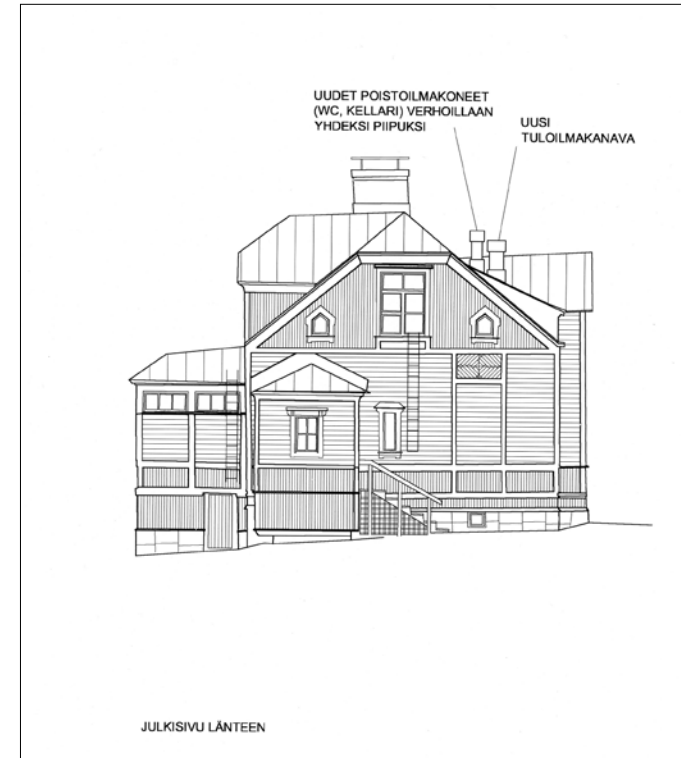 UUDET POISTOILMAKONEET
(WC, KELLARI) VERHOILLAAN
YHDEKSI PIIPUKSI
UUSI
TULOILMAKANAVA
JULKISIVU LÄNTEEN